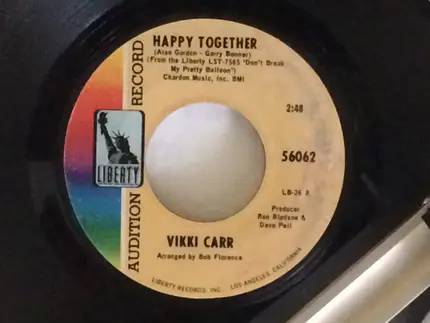 HAPPY TOGETHER
(Alan Gordon - Garry Bonner)
(From the Liberty LST-7565 'Don't Break
My Pretty Balloon")
Chardon Music, Inc. BMI
AUDITION RECORD
LIBERTY
2:48
56062
LB-26 A
Producer
Ron Bledsoe &
Dave Pell
VIKKI CARR
Arranged by Bob Florence
LIBERTY RECORDS, INC. LOS ANGELES, CALIFORNIA